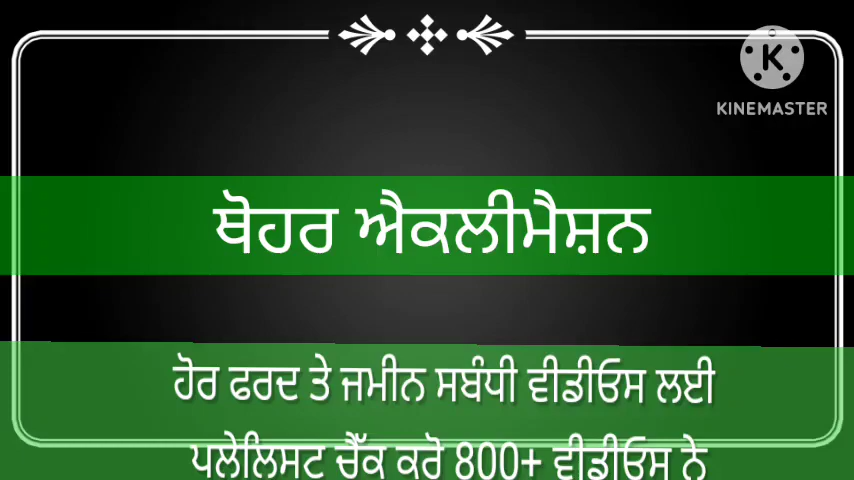 KINEMASTER
ਥੋਹਰ ਐਕਲੀਮੈਸ਼ਨ
ਹੋਰ ਫਰਦ ਤੇ ਜਮੀਨ ਸਬੰਧੀ ਵੀਡੀਓਸ ਲਈ
ਪਲੇਲਿਸਟ ਚੈੱਕ ਕਰੋ 800+ ਵੀਡੀਓਸ ਨੇ